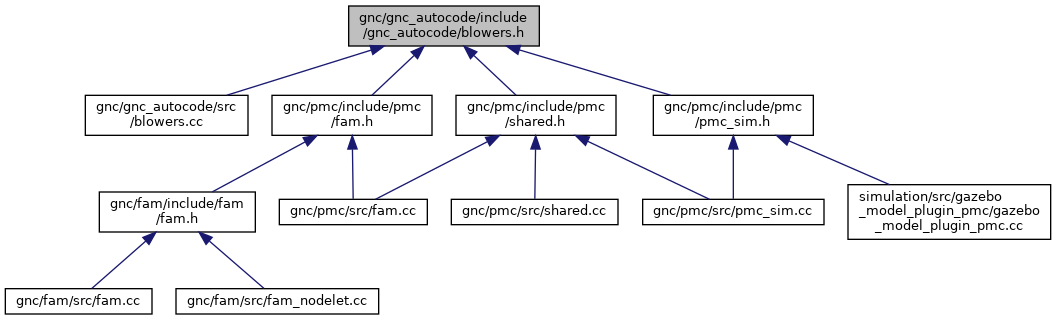 gnc/gnc_autocode/include
/gnc_autocode/blowers.h
gnc/gnc_autocode/src
/blowers.cc
gnc/pmc/include/pmc
/fam.h
gnc/pmc/include/pmc
/shared.h
gnc/pmc/include/pmc
/pmc_sim.h
gnc/fam/include/fam
/fam.h
gnc/pmc/src/fam.cc
gnc/pmc/src/shared.cc
gnc/pmc/src/pmc_sim.cc
simulation/src/gazebo
_model_plugin_pmc/gazebo
_model_plugin_pmc.cc
gnc/fam/src/fam.cc
gnc/fam/src/fam_nodelet.cc